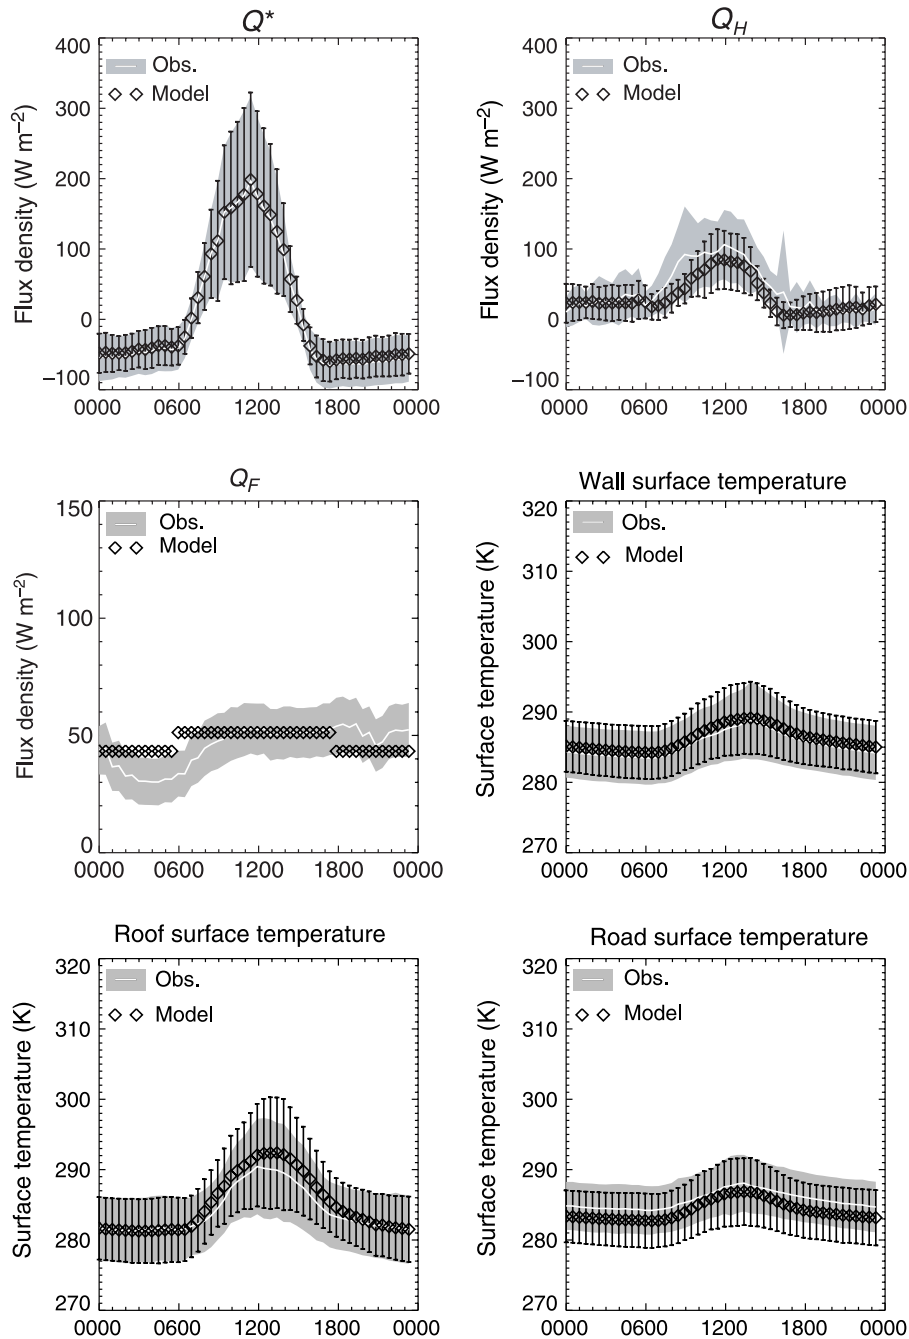 Q*
400
300
200
100
0
−100
Flux density (W m−2)
Obs.
Model
0000 0600 1200 1800 0000
QH
400
300
200
100
0
−100
Flux density (W m−2)
Obs.
Model
0000 0600 1200 1800 0000
QF
150
100
50
0
Flux density (W m−2)
Obs.
Model
0000 0600 1200 1800 0000
Wall surface temperature
320
310
300
290
280
270
Surface temperature (K)
Obs.
Model
0000 0600 1200 1800 0000
Roof surface temperature
320
310
300
290
280
270
Surface temperature (K)
Obs.
Model
0000 0600 1200 1800 0000
Road surface temperature
320
310
300
290
280
270
Surface temperature (K)
Obs.
Model
0000 0600 1200 1800 0000